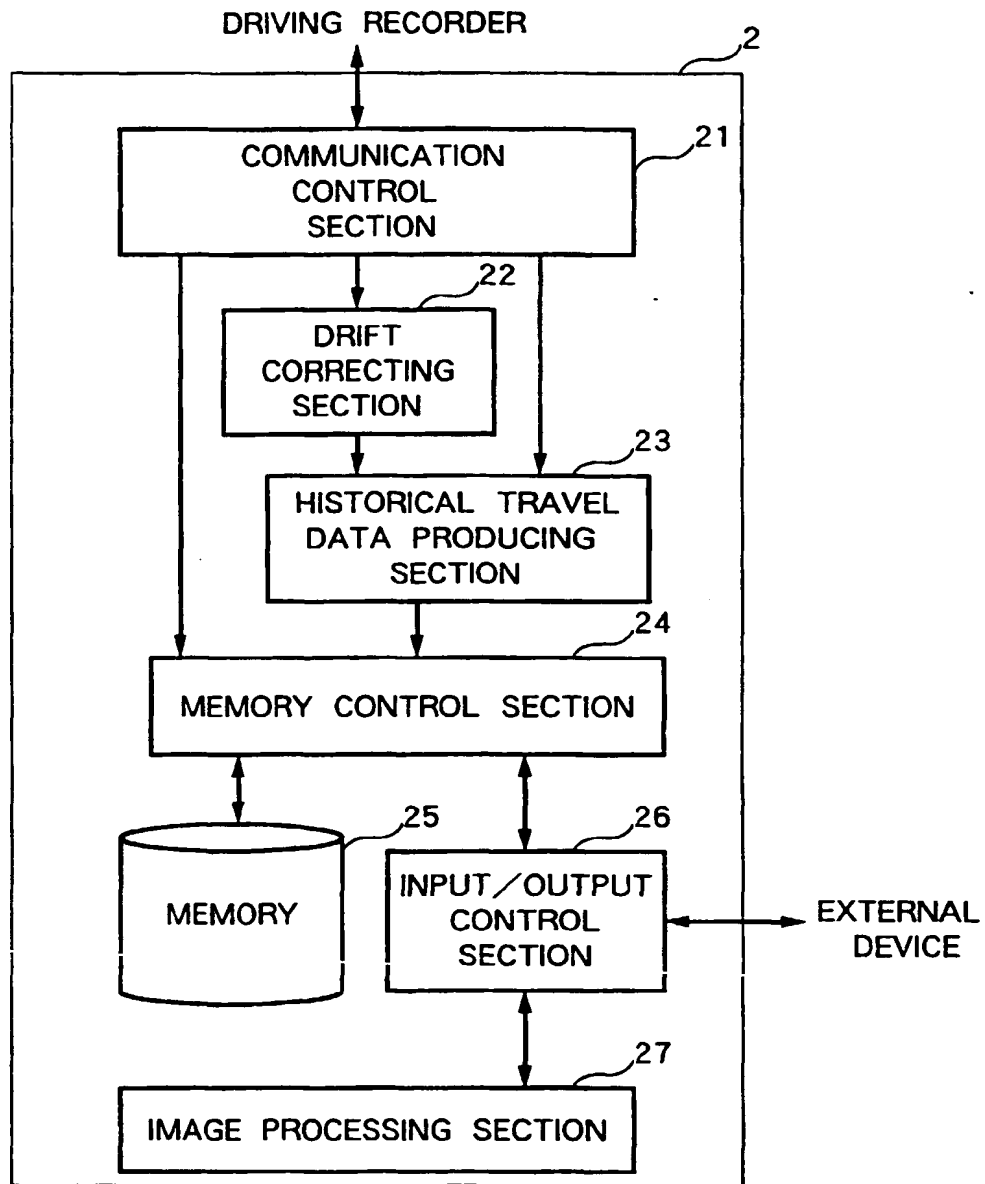 DRIVING RECORDER
2
COMMUNICATION
CONTROL
SECTION
21
22
DRIFT
CORRECTING
SECTION
23
HISTORICAL TRAVEL
DATA PRODUCING
SECTION
24
MEMORY CONTROL SECTION
25
MEMORY
26
INPUT/OUTPUT
CONTROL
SECTION
EXTERNAL
DEVICE
27
IMAGE PROCESSING SECTION